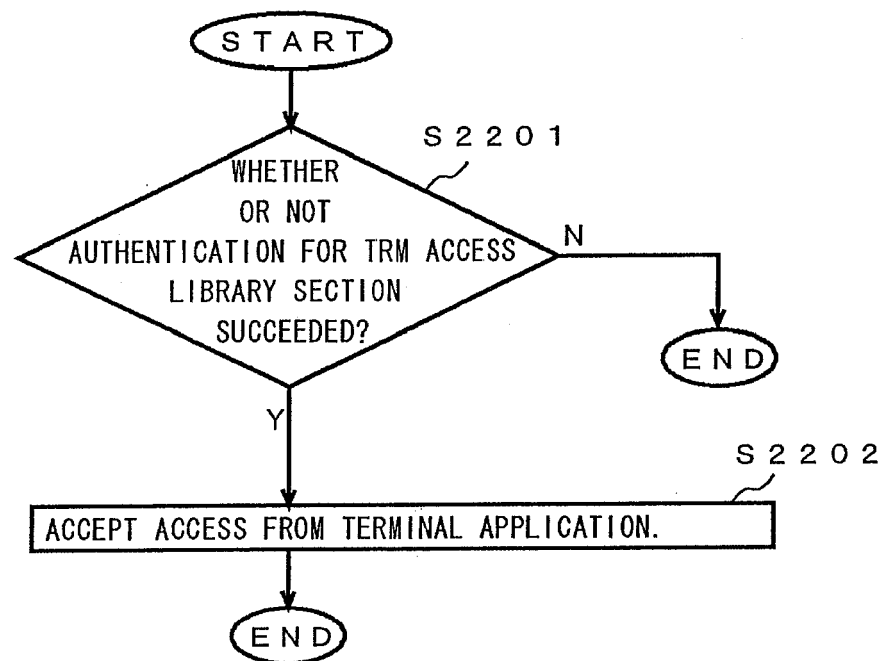 START
S2201
WHETHER
OR NOT
AUTHENTICATION FOR TRM ACCESS
LIBRARY SECTION
SUCCEEDED?
N
END
Y
S2202
ACCEPT ACCESS FROM TERMINAL APPLICATION.
END